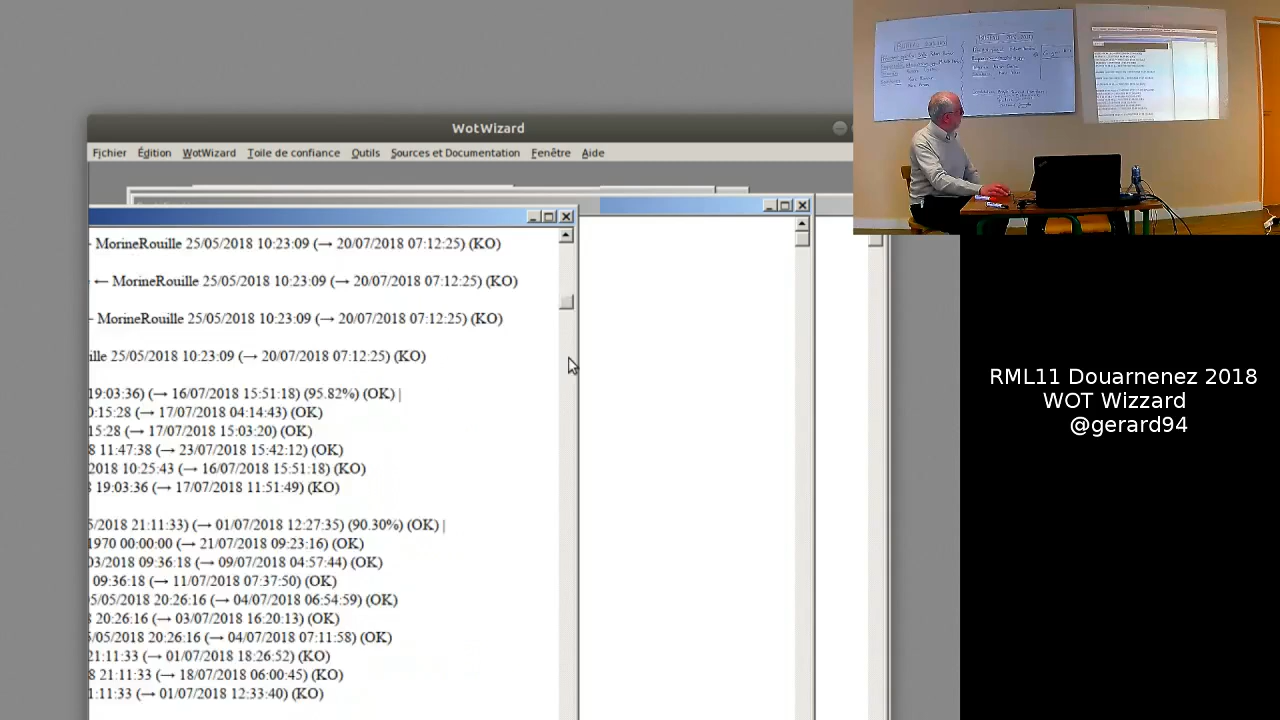 WotWizard
Fichier Édition WotWizard Toile de confiance Outils Sources et Documentation Fenêtre Aide
MorineRouille 25/05/2018 10:23:09 (→ 20/07/2018 07:12:25) (KO)
← MorineRouille 25/05/2018 10:23:09 (→ 20/07/2018 07:12:25) (KO)
MorineRouille 25/05/2018 10:23:09 (→ 20/07/2018 07:12:25) (KO)
ille 25/05/2018 10:23:09 (→ 20/07/2018 07:12:25) (KO)
19:03:36) (→ 16/07/2018 15:51:18) (95.82%) (OK) |
0:15:28 (→ 17/07/2018 04:14:43) (OK)
15:28 (→ 17/07/2018 15:03:20) (OK)
8 11:47:38 (→ 23/07/2018 15:42:12) (OK)
2018 10:25:43 (→ 16/07/2018 15:51:18) (KO)
8 19:03:36 (→ 17/07/2018 11:51:49) (KO)
5/2018 21:11:33) (→ 01/07/2018 12:27:35) (90.30%) (OK) |
1970 00:00:00 (→ 21/07/2018 09:23:16) (OK)
03/2018 09:36:18 (→ 09/07/2018 04:57:44) (OK)
09:36:18 (→ 11/07/2018 07:37:50) (OK)
5/05/2018 20:26:16 (→ 04/07/2018 06:54:59) (OK)
8 20:26:16 (→ 03/07/2018 16:20:13) (OK)
5/05/2018 20:26:16 (→ 04/07/2018 07:11:58) (OK)
21:11:33 (→ 01/07/2018 18:26:52) (KO)
8 21:11:33 (→ 18/07/2018 06:00:45) (KO)
1:11:33 (→ 01/07/2018 12:33:40) (KO)
RML11 Douarnenez 2018
WOT Wizzard
@gerard94